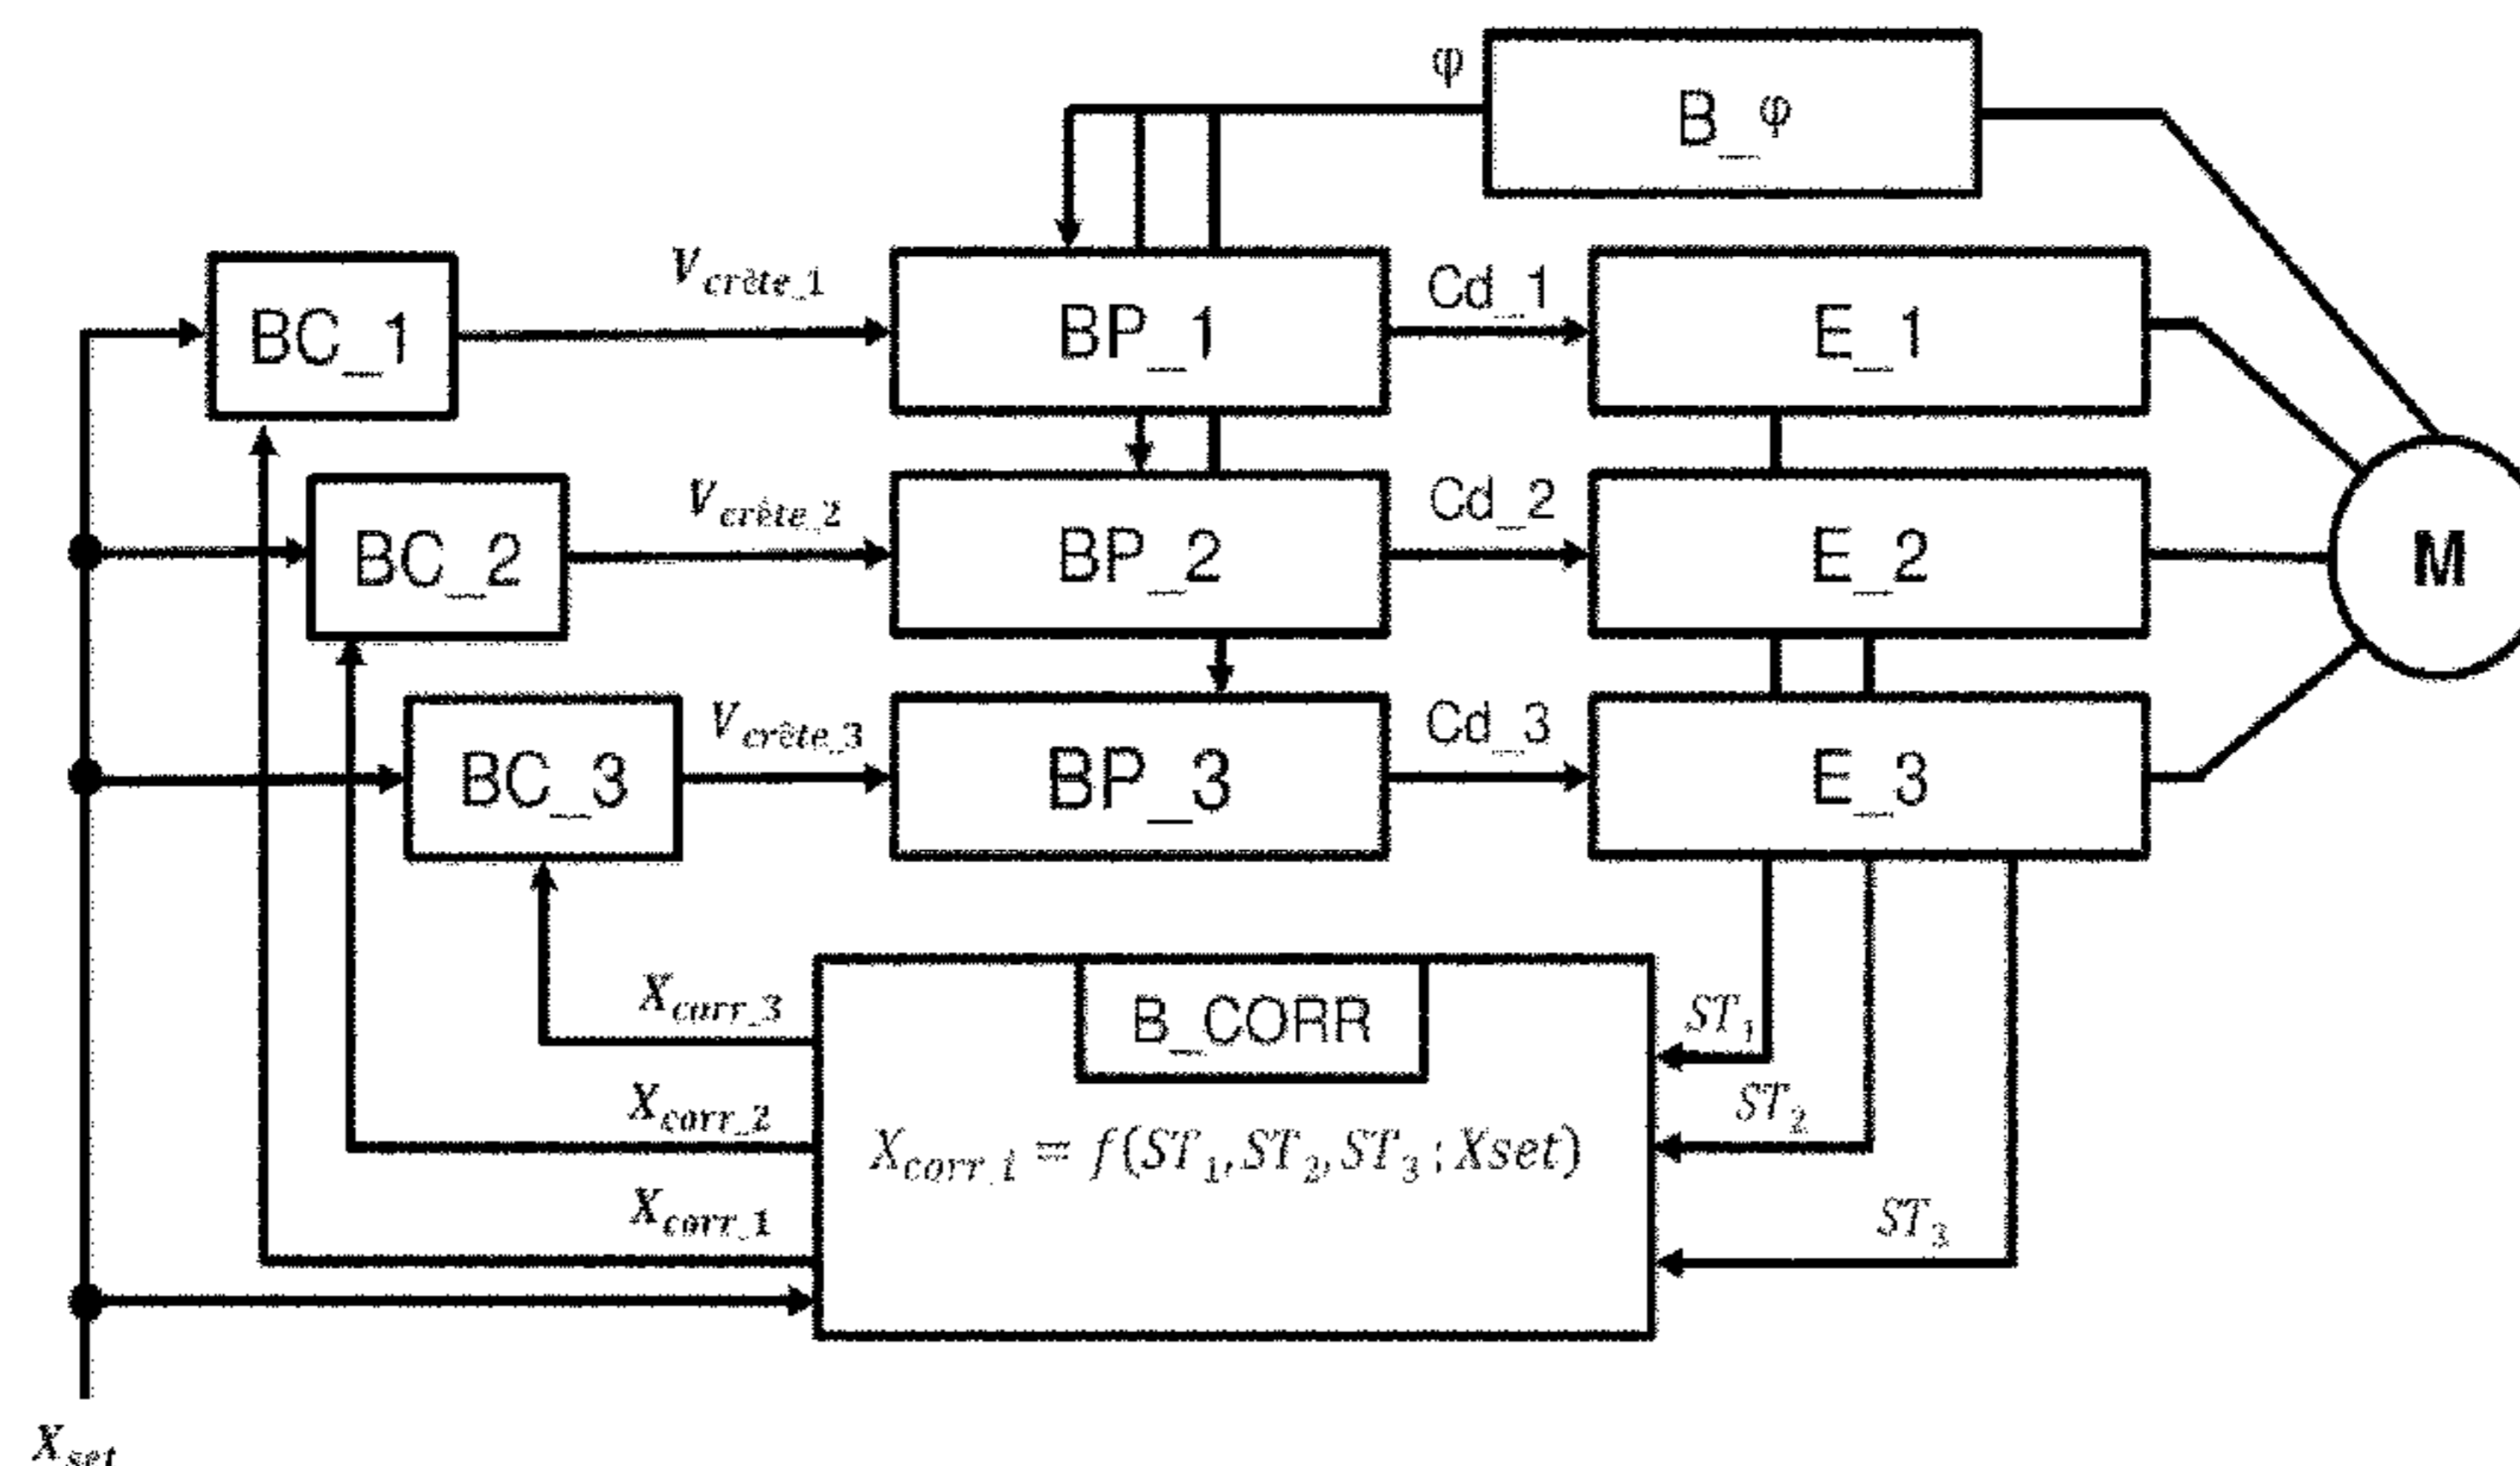 φ
B_φ
V_crête_1
Cd_1
BC_1
BP_1
E_1
V_crête_2
Cd_2
BC_2
BP_2
E_2
M
V_crête_3
Cd_3
BC_3
BP_3
E_3
X_corr_3
B_CORR
ST_1
X_corr_2
ST_2
X_corr_1 = f(ST_1, ST_2, ST_3; Xset)
X_corr_1
ST_3
X_set